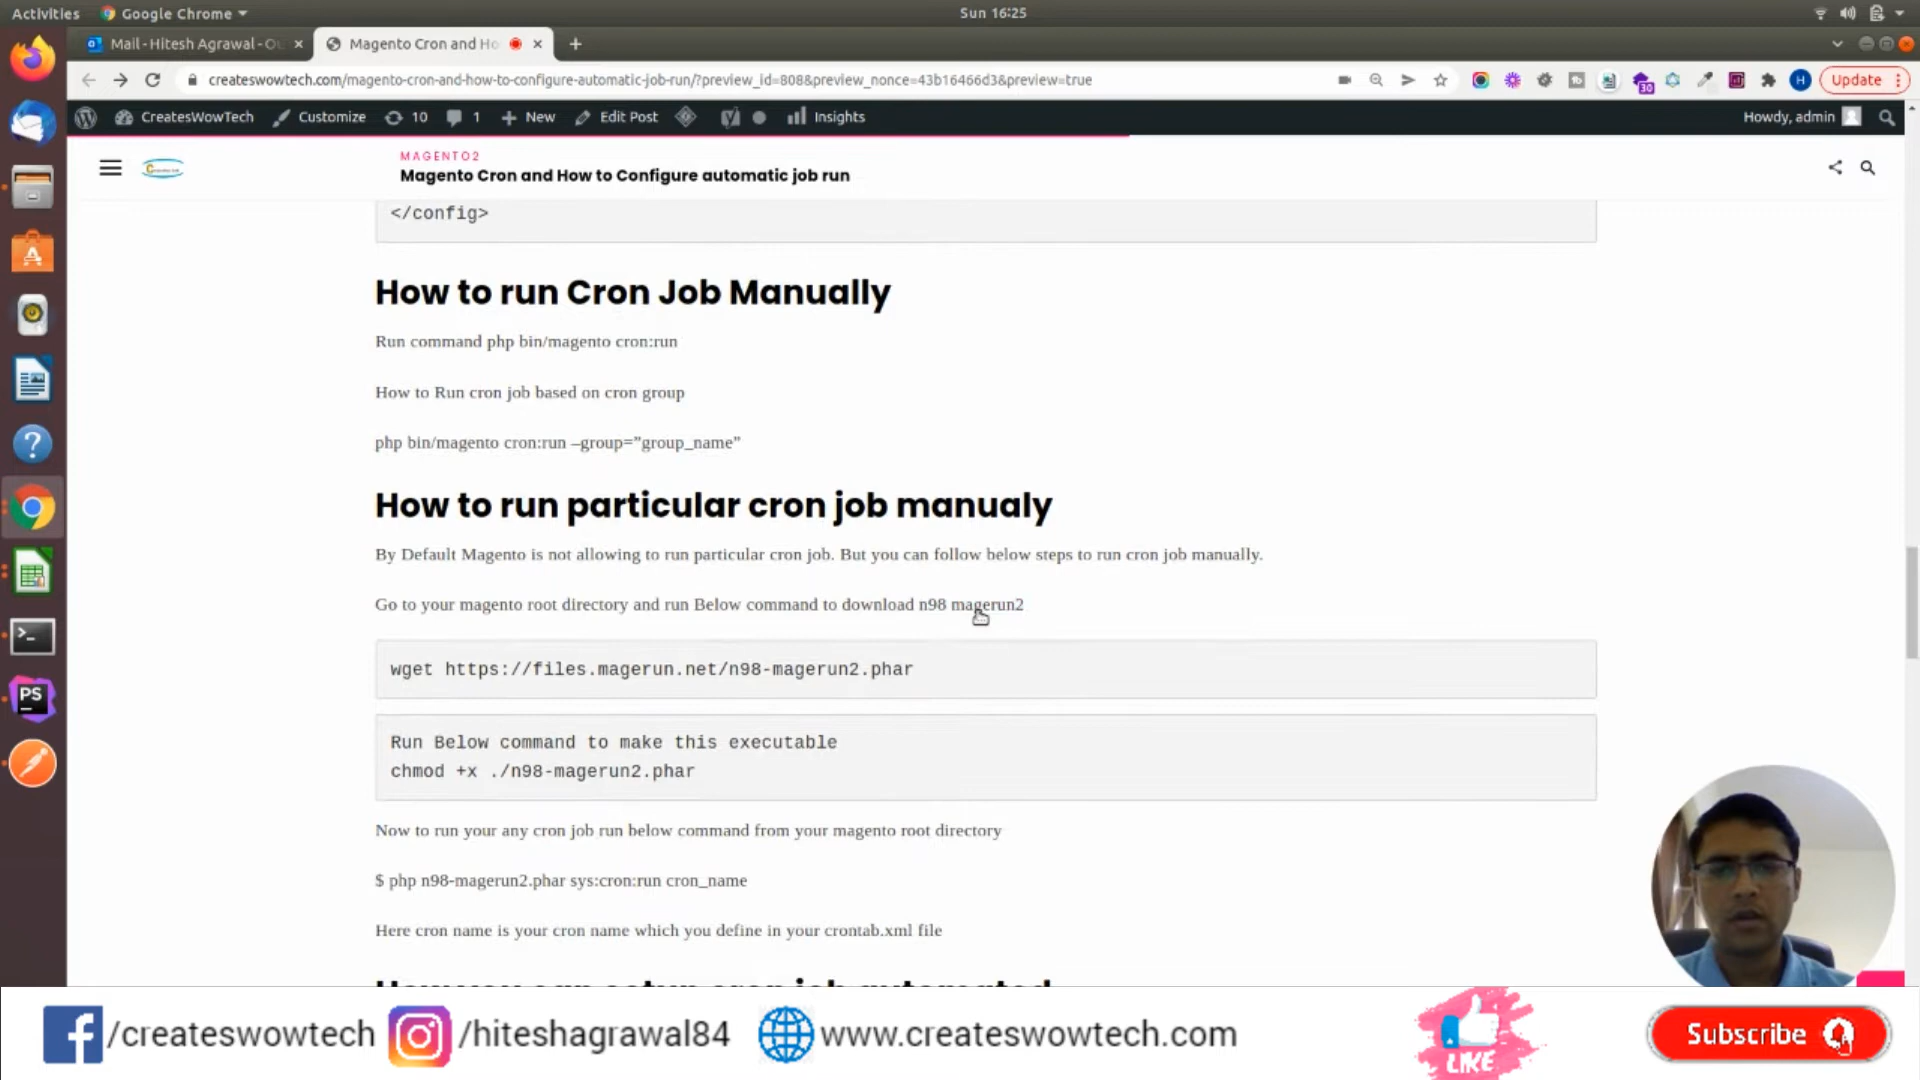 Activities
Google Chrome
Sun 16:25
Mail - Hitesh Agrawal - Ou
Magento Cron and Ho
createswowtech.com/magento-cron-and-how-to-configure-automatic-job-run/?preview_id=808&preview_nonce=43b16466d3&preview=true
30
H
Update
CreatesWowTech
Customize
10
1
New
Edit Post
Insights
Howdy, admin
MAGENTO2
Magento Cron and How to Configure automatic job run
</config>
How to run Cron Job Manually
Run command php bin/magento cron:run
How to Run cron job based on cron group
php bin/magento cron:run –group=”group_name”
How to run particular cron job manualy
By Default Magento is not allowing to run particular cron job. But you can follow below steps to run cron job manually.
Go to your magento root directory and run Below command to download n98 magerun2
wget https://files.magerun.net/n98-magerun2.phar
Run Below command to make this executable
chmod +x ./n98-magerun2.phar
Now to run your any cron job run below command from your magento root directory
$ php n98-magerun2.phar sys:cron:run cron_name
Here cron name is your cron name which you define in your crontab.xml file
PS
/createswowtech
/hiteshagrawal84
www.createswowtech.com
LIKE
Subscribe